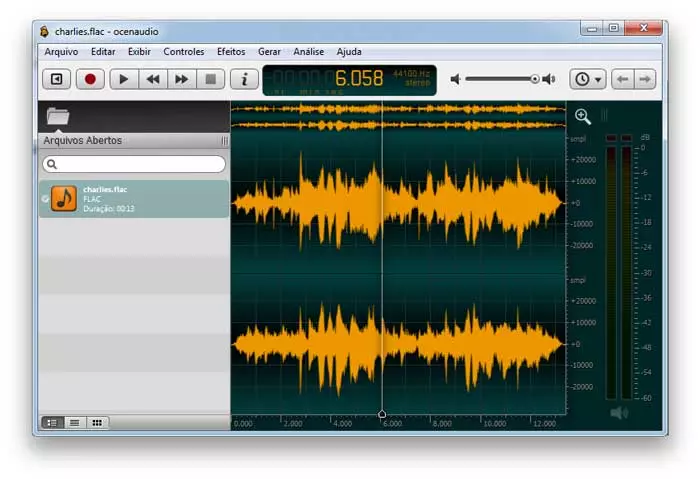 charlies.flac - ocenaudio
Arquivo Editar Exibir Controles Efeitos Gerar Análise Ajuda
6.058
44100 Hz
stereo
hr min sec
Arquivos Abertos
charlies.flac
FLAC
Duração: 00:13
smpl
+20000
+10000
+0
-10000
-20000
smpl
+20000
+10000
+0
-10000
-20000
dB
-0
-6
-12
-18
-24
-30
-36
-42
-48
-54
-60
0.000 2.000 4.000 6.000 8.000 10.000 12.000